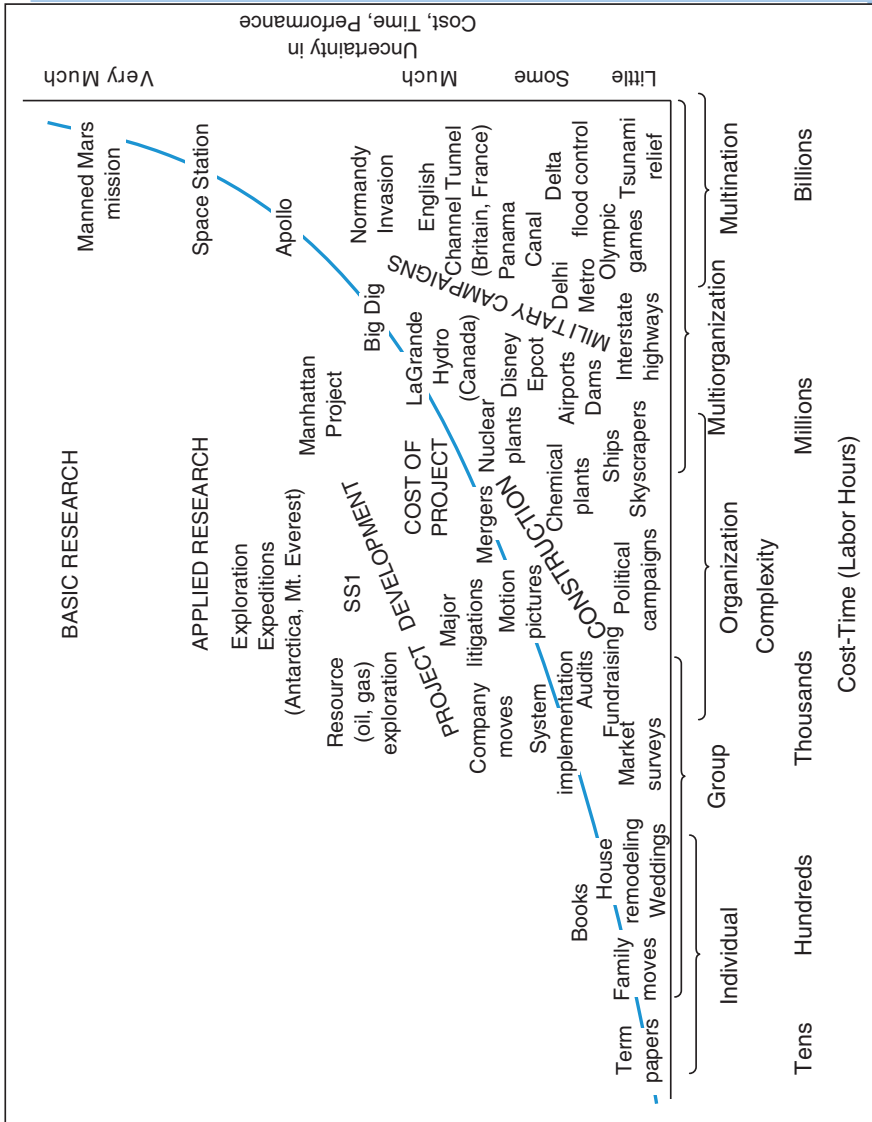 Cost, Time, Performance
Uncertainty in
Very Much
Much
Some
Little
BASIC RESEARCH
Manned Mars
mission
APPLIED RESEARCH
Space Station
Exploration
Expeditions
(Antarctica, Mt. Everest)
Apollo
Manhattan
Project
Resource
(oil, gas)
exploration
SS1
Big Dig
Normandy
Invasion
PROJECT DEVELOPMENT
COST OF
PROJECT
LaGrande
Hydro
(Canada)
MILITARY CAMPAIGNS
English
Channel Tunnel
(Britain, France)
Company
moves
Major
litigations
Mergers
Nuclear
plants
Panama
Canal
Motion
pictures
CONSTRUCTION
Disney
Epcot
System
implementation
Chemical
plants
Airports
Dams
Delhi
Metro
Delta
flood control
Books
Audits
Fundraising
Ships
Skyscrapers
Olympic
games
Term
papers
Family
moves
House
remodeling
Weddings
Market
surveys
Political
campaigns
Interstate
highways
Tsunami
relief
Individual
Group
Organization
Multiorganization
Multination
Complexity
Tens
Hundreds
Thousands
Millions
Billions
Cost-Time (Labor Hours)